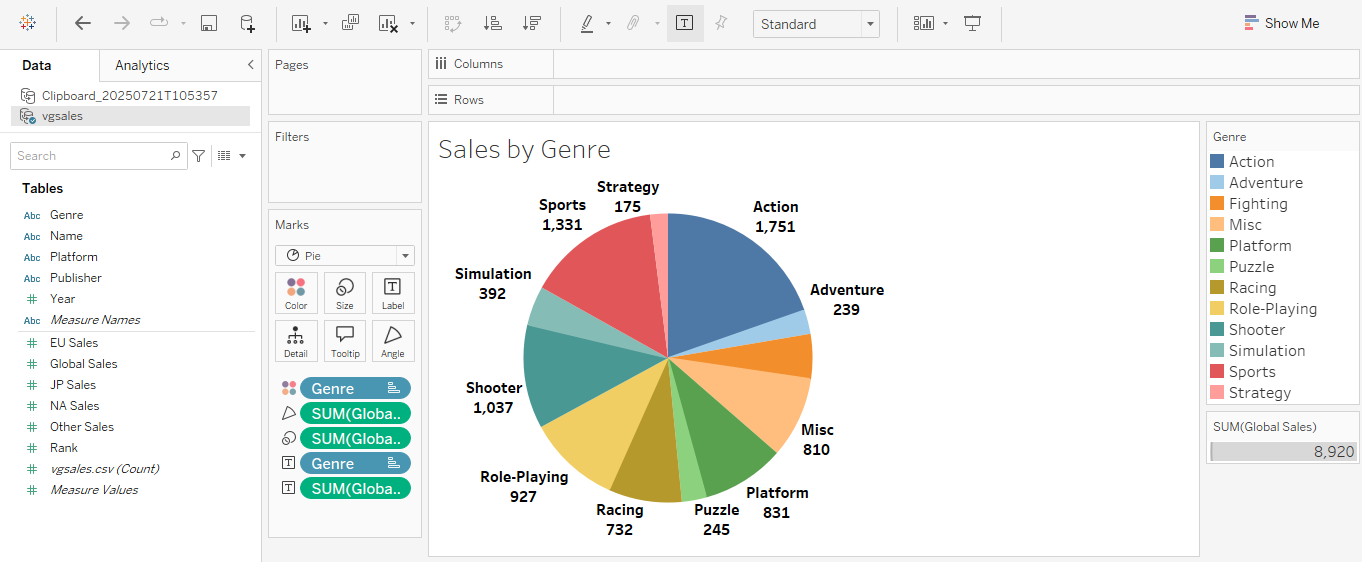 Standard
Show Me
Data
Analytics
Clipboard_20250721T105357
vgsales
Search
Tables
Abc Genre
Abc Name
Abc Platform
Abc Publisher
# Year
Abc Measure Names
# EU Sales
# Global Sales
# JP Sales
# NA Sales
# Other Sales
# Rank
# vgsales.csv (Count)
# Measure Values
Pages
Filters
Marks
Pie
Color
Size
Label
Detail
Tooltip
Angle
Genre
SUM(Globa..
SUM(Globa..
Genre
SUM(Globa..
Columns
Rows
Sales by Genre
Strategy
175
Action
1,751
Adventure
239
Misc
810
Platform
831
Puzzle
245
Racing
732
Role-Playing
927
Shooter
1,037
Simulation
392
Sports
1,331
Genre
Action
Adventure
Fighting
Misc
Platform
Puzzle
Racing
Role-Playing
Shooter
Simulation
Sports
Strategy
SUM(Global Sales)
8,920